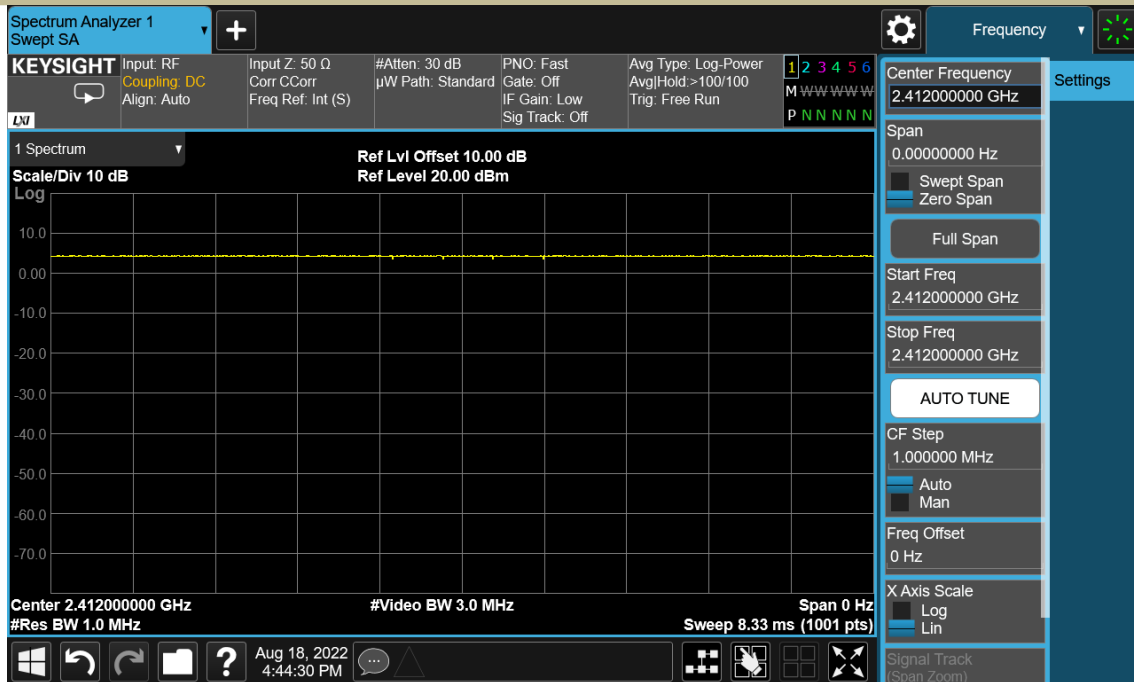 Spectrum Analyzer 1
Swept SA
Frequency
KEYSIGHT
LXI
Input: RF
Coupling: DC
Align: Auto
Input Z: 50 Ω
Corr CCorr
Freq Ref: Int (S)
#Atten: 30 dB
µW Path: Standard
PNO: Fast
Gate: Off
IF Gain: Low
Sig Track: Off
Avg Type: Log-Power
Avg|Hold:>100/100
Trig: Free Run
1 2 3 4 5 6
M W W W W W W
P N N N N N N
1 Spectrum
Scale/Div 10 dB
Log
Ref Lvl Offset 10.00 dB
Ref Level 20.00 dBm
10.0
0.00
-10.0
-20.0
-30.0
-40.0
-50.0
-60.0
-70.0
Center 2.412000000 GHz
#Res BW 1.0 MHz
#Video BW 3.0 MHz
Span 0 Hz
Sweep 8.33 ms (1001 pts)
Aug 18, 2022
4:44:30 PM
Center Frequency
2.412000000 GHz
Span
0.00000000 Hz
Swept Span
Zero Span
Full Span
Start Freq
2.412000000 GHz
Stop Freq
2.412000000 GHz
AUTO TUNE
CF Step
1.000000 MHz
Auto
Man
Freq Offset
0 Hz
X Axis Scale
Log
Lin
Signal Track
(Span Zoom)
Settings